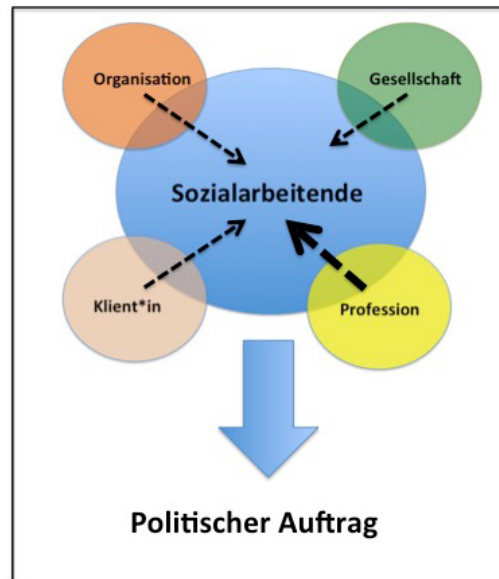 Organisation
Gesellschaft
Sozialarbeitende
Klient*in
Profession
Politischer Auftrag